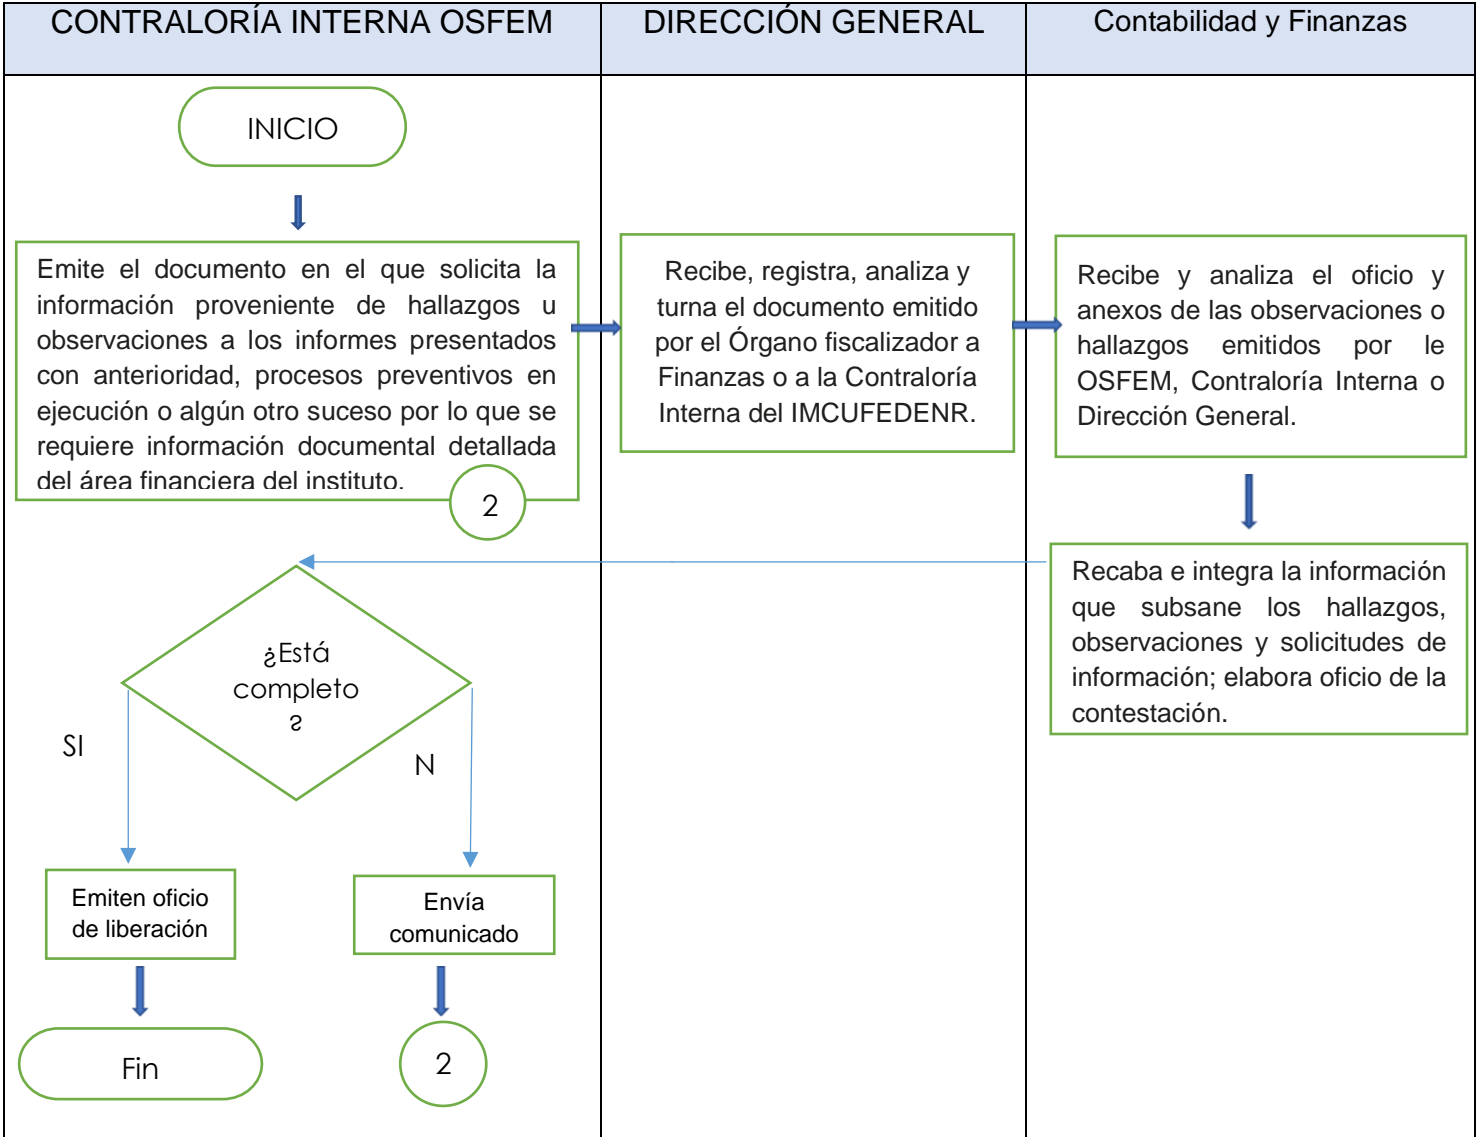 CONTRALORÍA INTERNA OSFEM
DIRECCIÓN GENERAL
Contabilidad y Finanzas
INICIO
Emite el documento en el que solicita la
información proveniente de hallazgos u
observaciones a los informes presentados
con anterioridad, procesos preventivos en
ejecución o algún otro suceso por lo que se
requiere información documental detallada
del área financiera del instituto.
2
Recibe, registra, analiza y
turna el documento emitido
por el Órgano fiscalizador a
Finanzas o a la Contraloría
Interna del IMCUFEDENR.
Recibe y analiza el oficio y
anexos de las observaciones o
hallazgos emitidos por le
OSFEM, Contraloría Interna o
Dirección General.
Recaba e integra la información
que subsane los hallazgos,
observaciones y solicitudes de
información; elabora oficio de la
contestación.
¿Está
completo
?
SI
N
Emiten oficio
de liberación
Envía
comunicado
Fin
2